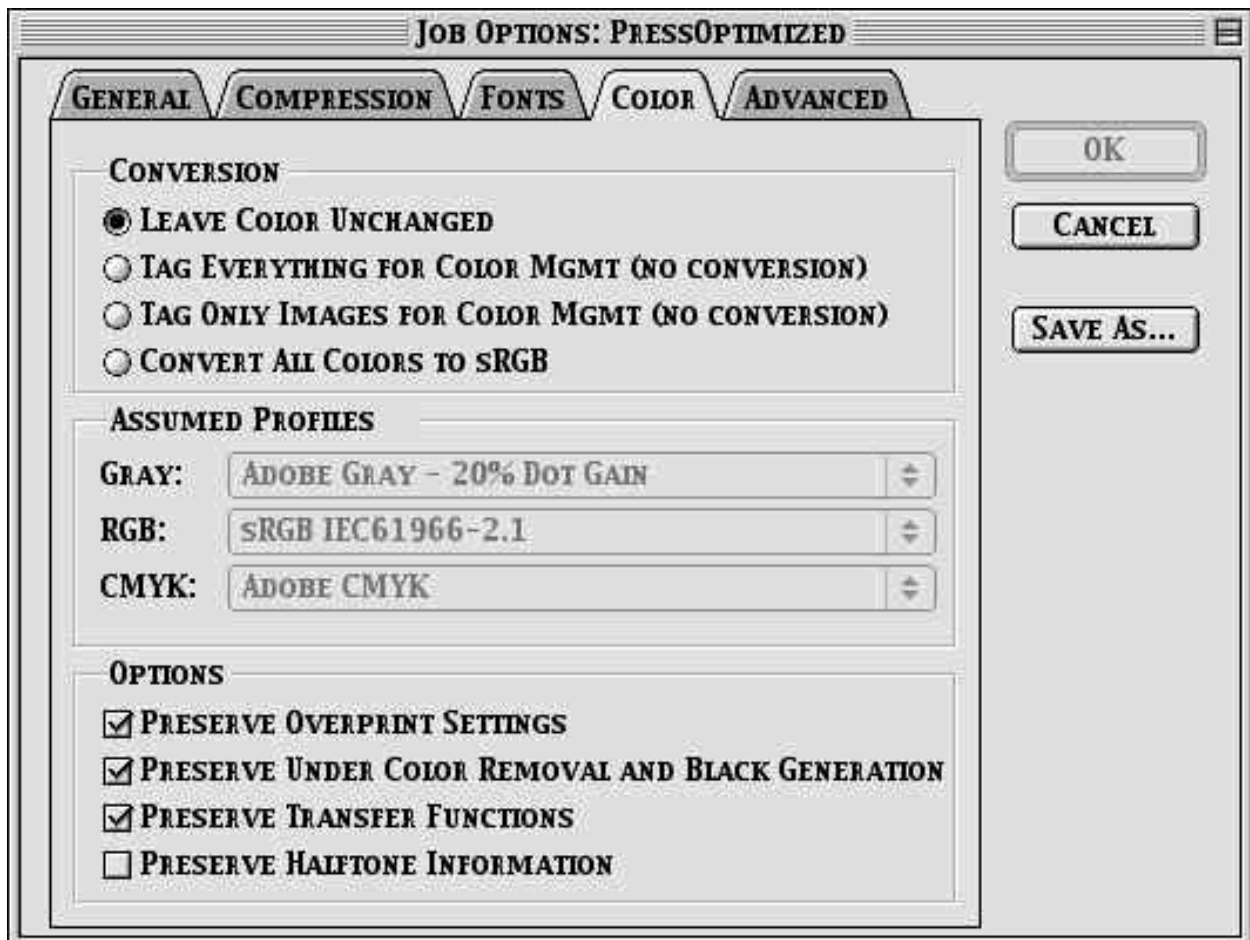 Job Options: PressOptimized
General Compression Fonts Color Advanced
Conversion
Leave Color Unchanged
Tag Everything for Color Mgmt (no conversion)
Tag Only Images for Color Mgmt (no conversion)
Convert All Colors to sRGB
Assumed Profiles
Gray: Adobe Gray - 20% Dot Gain
RGB: sRGB IEC61966-2.1
CMYK: Adobe CMYK
Options
Preserve Overprint Settings
Preserve Under Color Removal and Black Generation
Preserve Transfer Functions
Preserve Halftone Information
OK
Cancel
Save As...